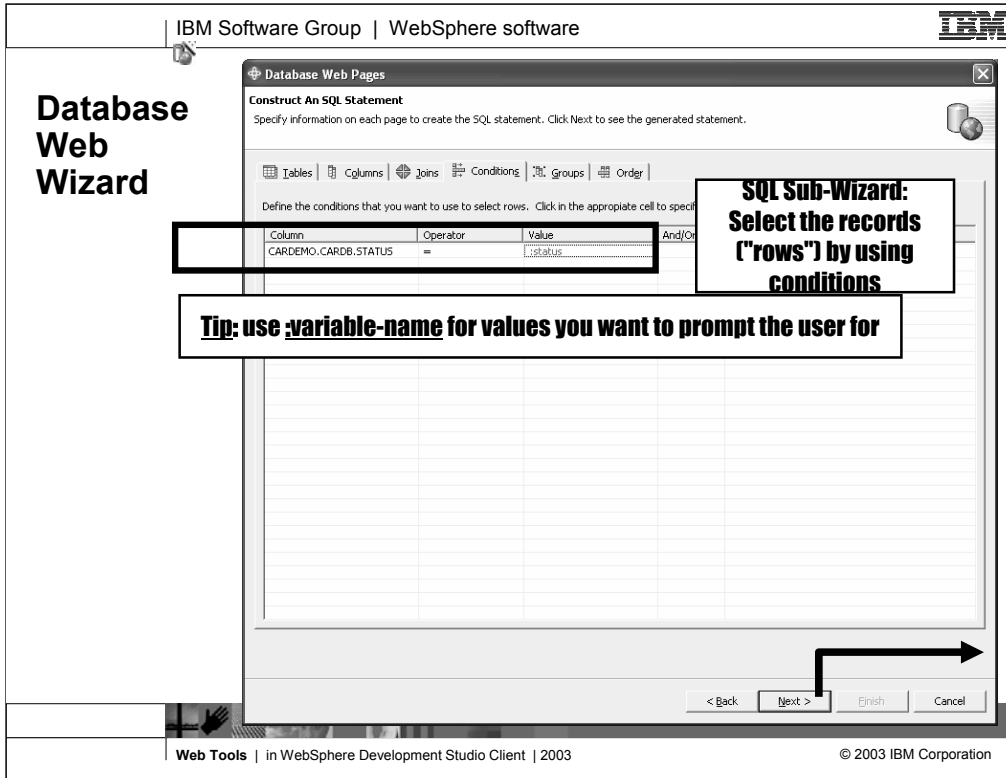 IBM Software Group | WebSphere software
IBM
Database
Web
Wizard
Database Web Pages
Construct An SQL Statement
Specify information on each page to create the SQL statement. Click Next to see the generated statement.
Tables Columns Joins Conditions Groups Order
Define the conditions that you want to use to select rows. Click in the appropiate cell to
SQL Sub-Wizard:
Select the records
("rows") by using
conditions
Column Operator Value And/Or
CARDEMO.CARDB.STATUS = :status
Tip: use :variable-name for values you want to prompt the user for
< Back Next > Finish Cancel
Web Tools | in WebSphere Development Studio Client | 2003
© 2003 IBM Corporation